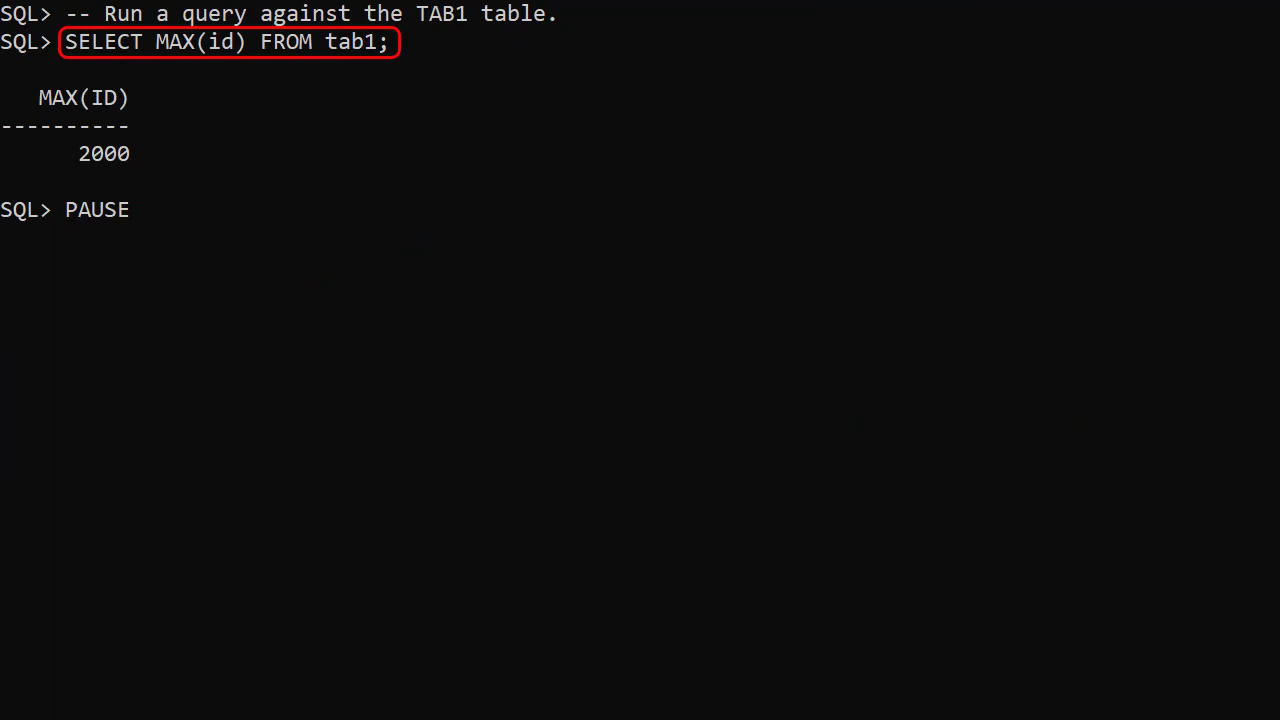 SQL> -- Run a query against the TAB1 table.
SQL> SELECT MAX(id) FROM tab1;
MAX(ID)
----------
2000
SQL> PAUSE